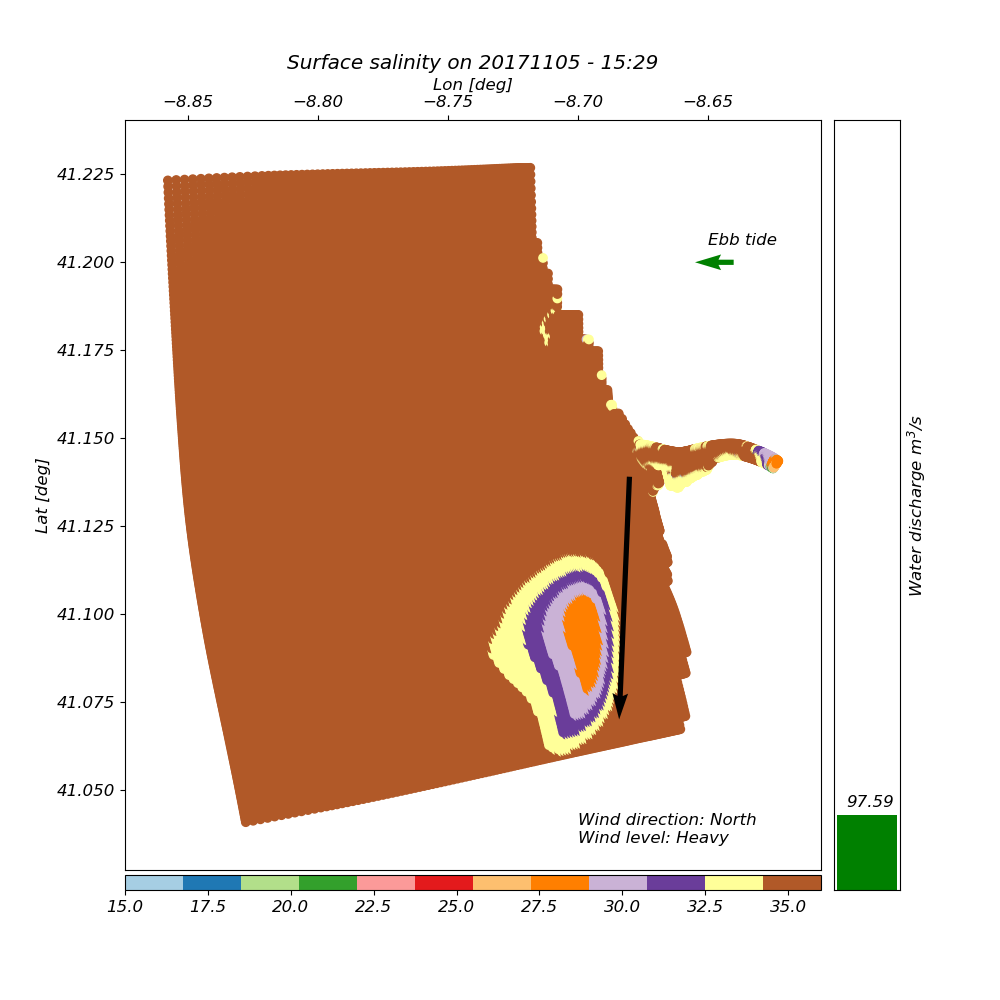 Surface salinity on 20171105 - 15:29
Lon [deg]
−8.85 −8.80 −8.75 −8.70 −8.65
41.225
41.200
41.175
41.150
41.125
41.100
41.075
41.050
Lat [deg]
Ebb tide
Wind direction: North
Wind level: Heavy
97.59
Water discharge m³/s
15.0 17.5 20.0 22.5 25.0 27.5 30.0 32.5 35.0